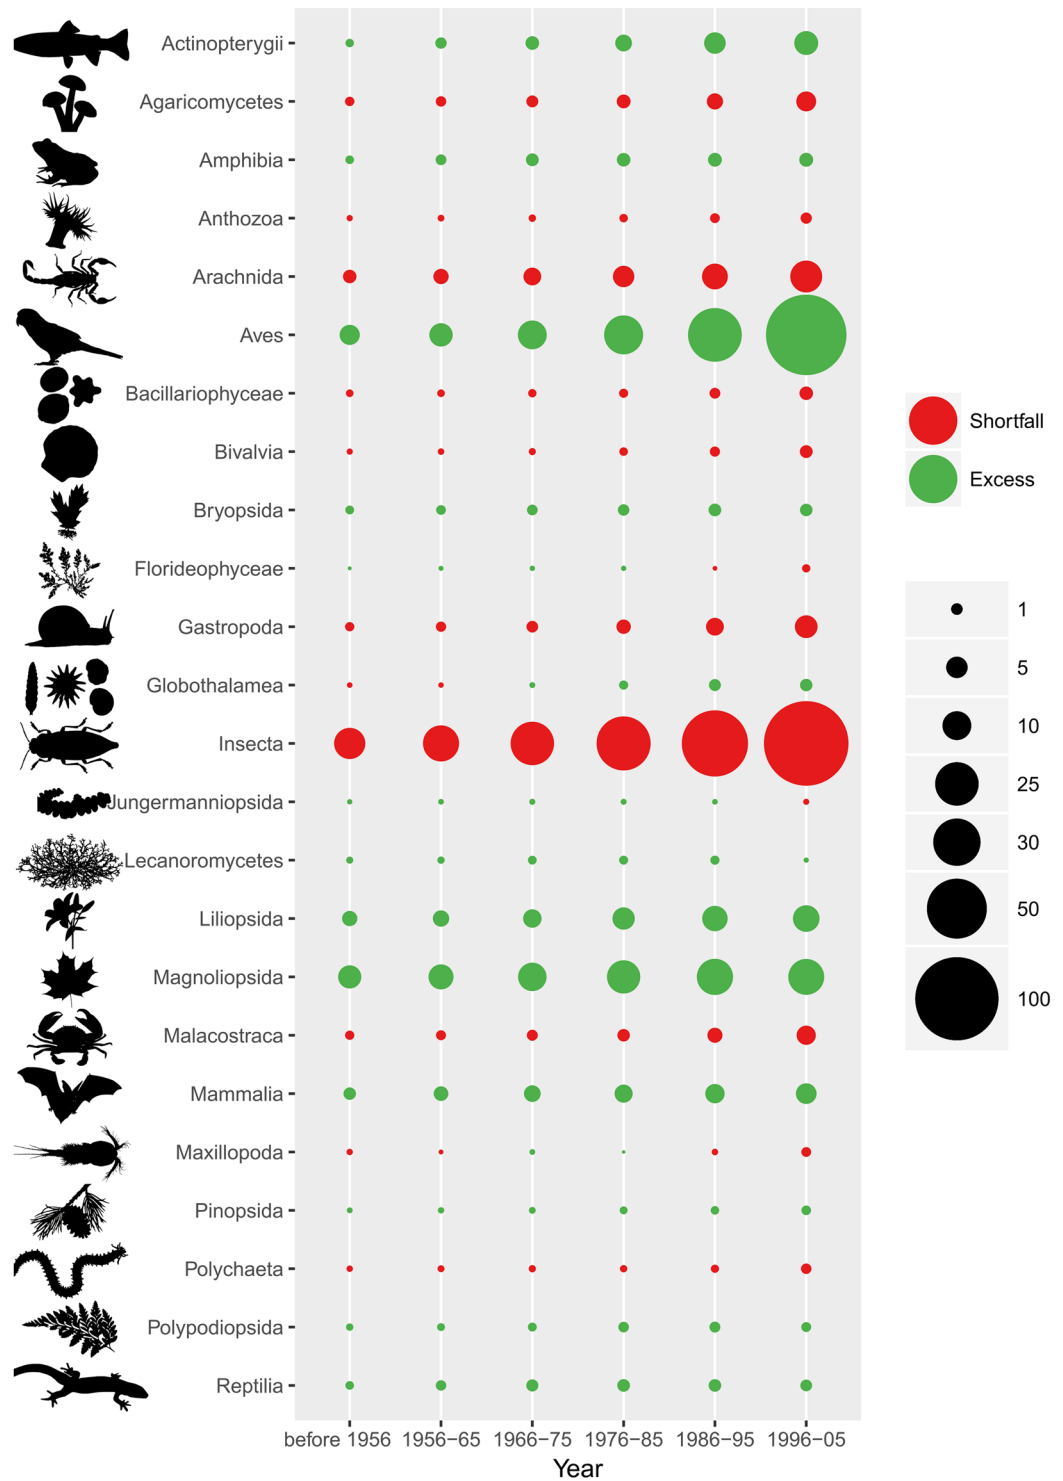 Actinopterygii
Agaricomycetes
Amphibia
Anthozoa
Arachnida
Aves
Bacillariophyceae
Bivalvia
Bryopsida
Florideophyceae
Gastropoda
Globothalamea
Insecta
Jungermanniopsida
Lecanoromycetes
Liliopsida
Magnoliopsida
Malacostraca
Mammalia
Maxillopoda
Pinopsida
Polychaeta
Polypodiopsida
Reptilia
before 1956 1956−65 1966−75 1976−85 1986−95 1996−05
Year
Shortfall
Excess
1
5
10
25
30
50
100